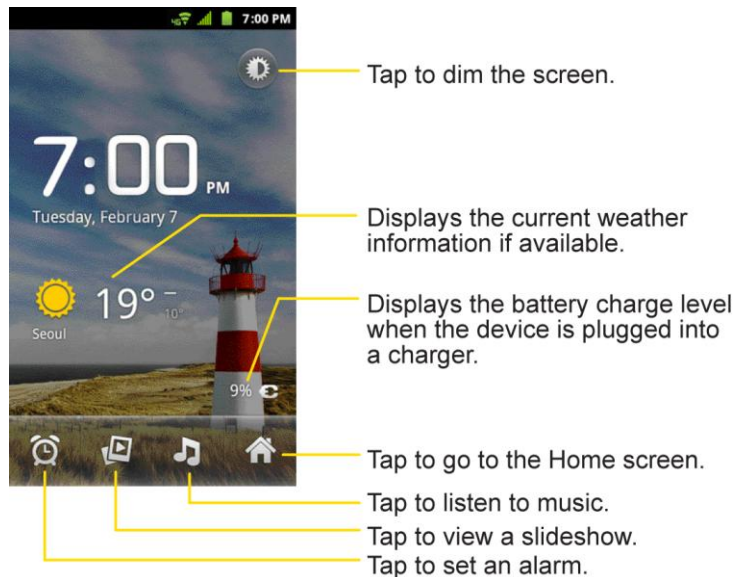 4G 7:00 PM
Tap to dim the screen.
7:00 PM
Tuesday, February 7
Displays the current weather
information if available.
19° –
10°
Seoul
Displays the battery charge level
when the device is plugged into
a charger.
9%
Tap to go to the Home screen.
Tap to listen to music.
Tap to view a slideshow.
Tap to set an alarm.